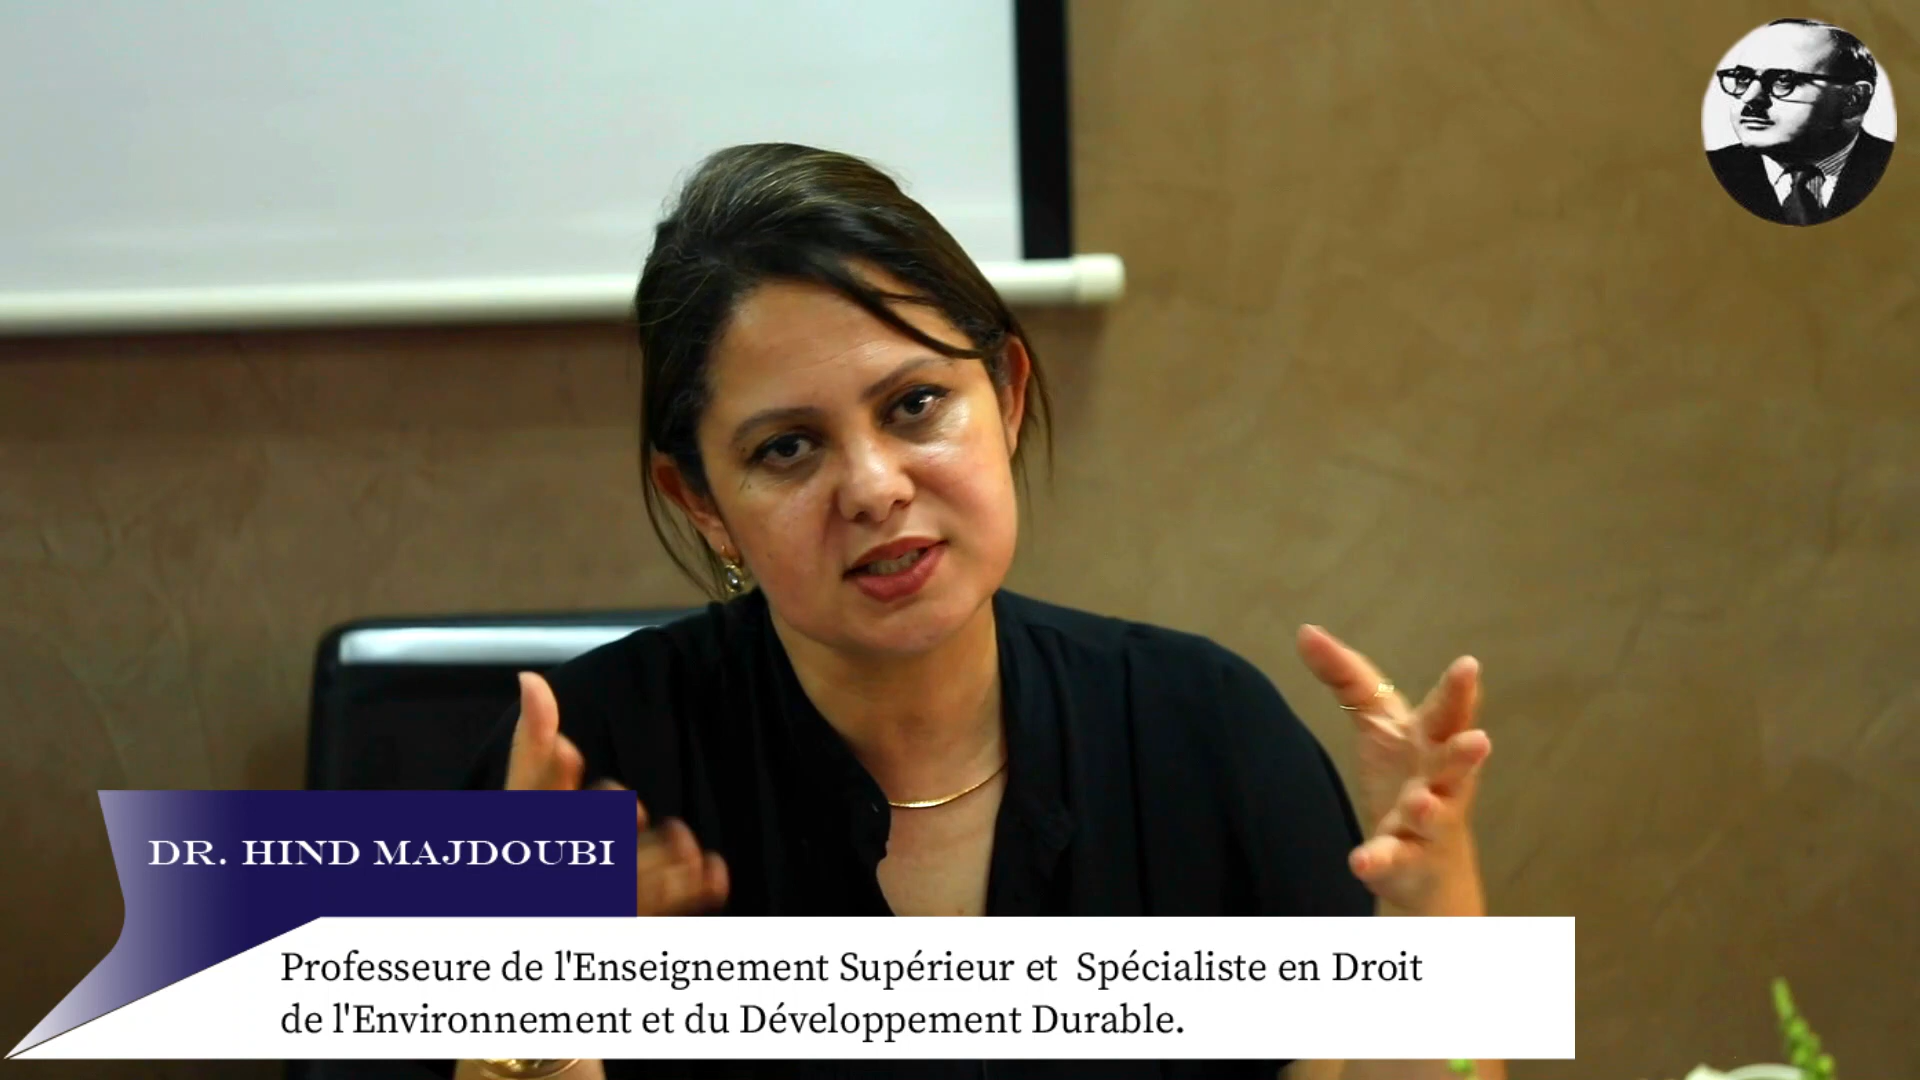 DR. HIND MAJDOUBI
Professeure de l'Enseignement Supérieur et Spécialiste en Droit
de l'Environnement et du Développement Durable.